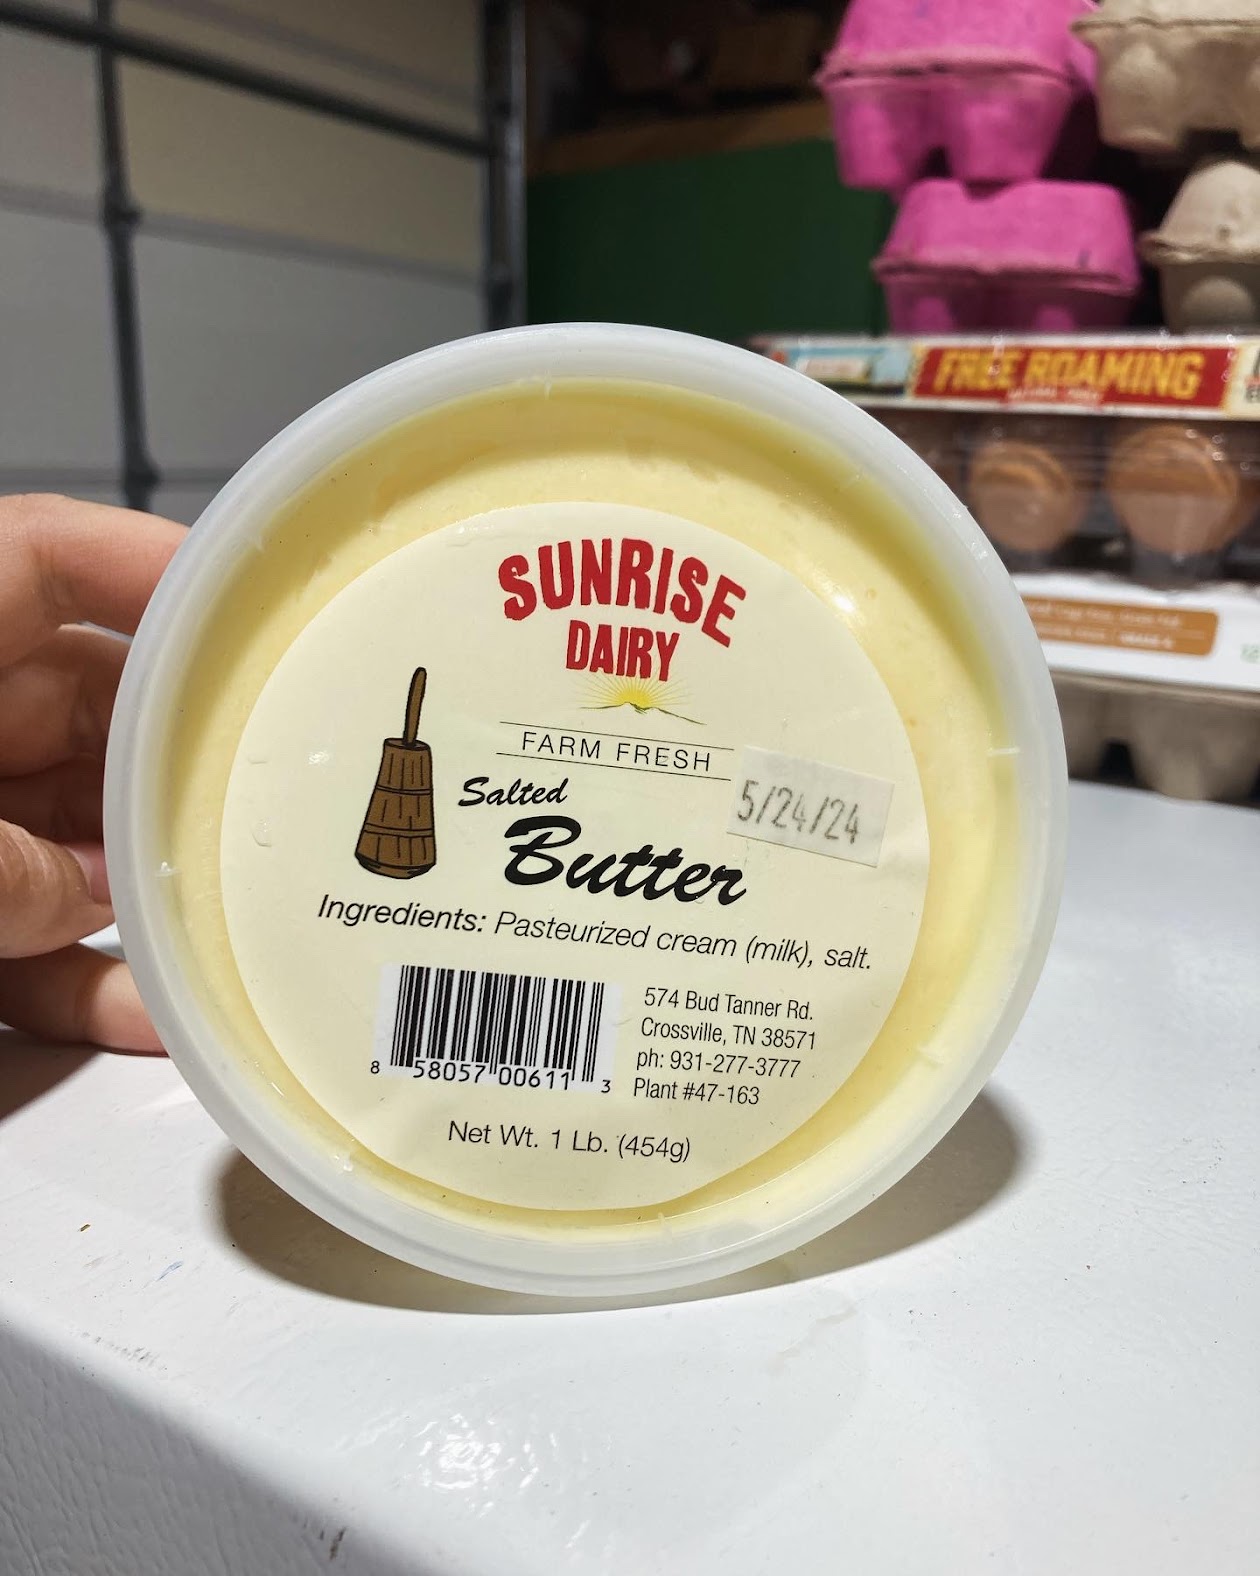 FREE ROAMING
SUNRISE
DAIRY
FARM FRESH
Salted
Butter
5/24/24
Ingredients: Pasteurized cream (milk), salt.
574 Bud Tanner Rd.
Crossville, TN 38571
ph: 931-277-3777
Plant #47-163
8 58057 00611 3
Net Wt. 1 Lb. (454g)